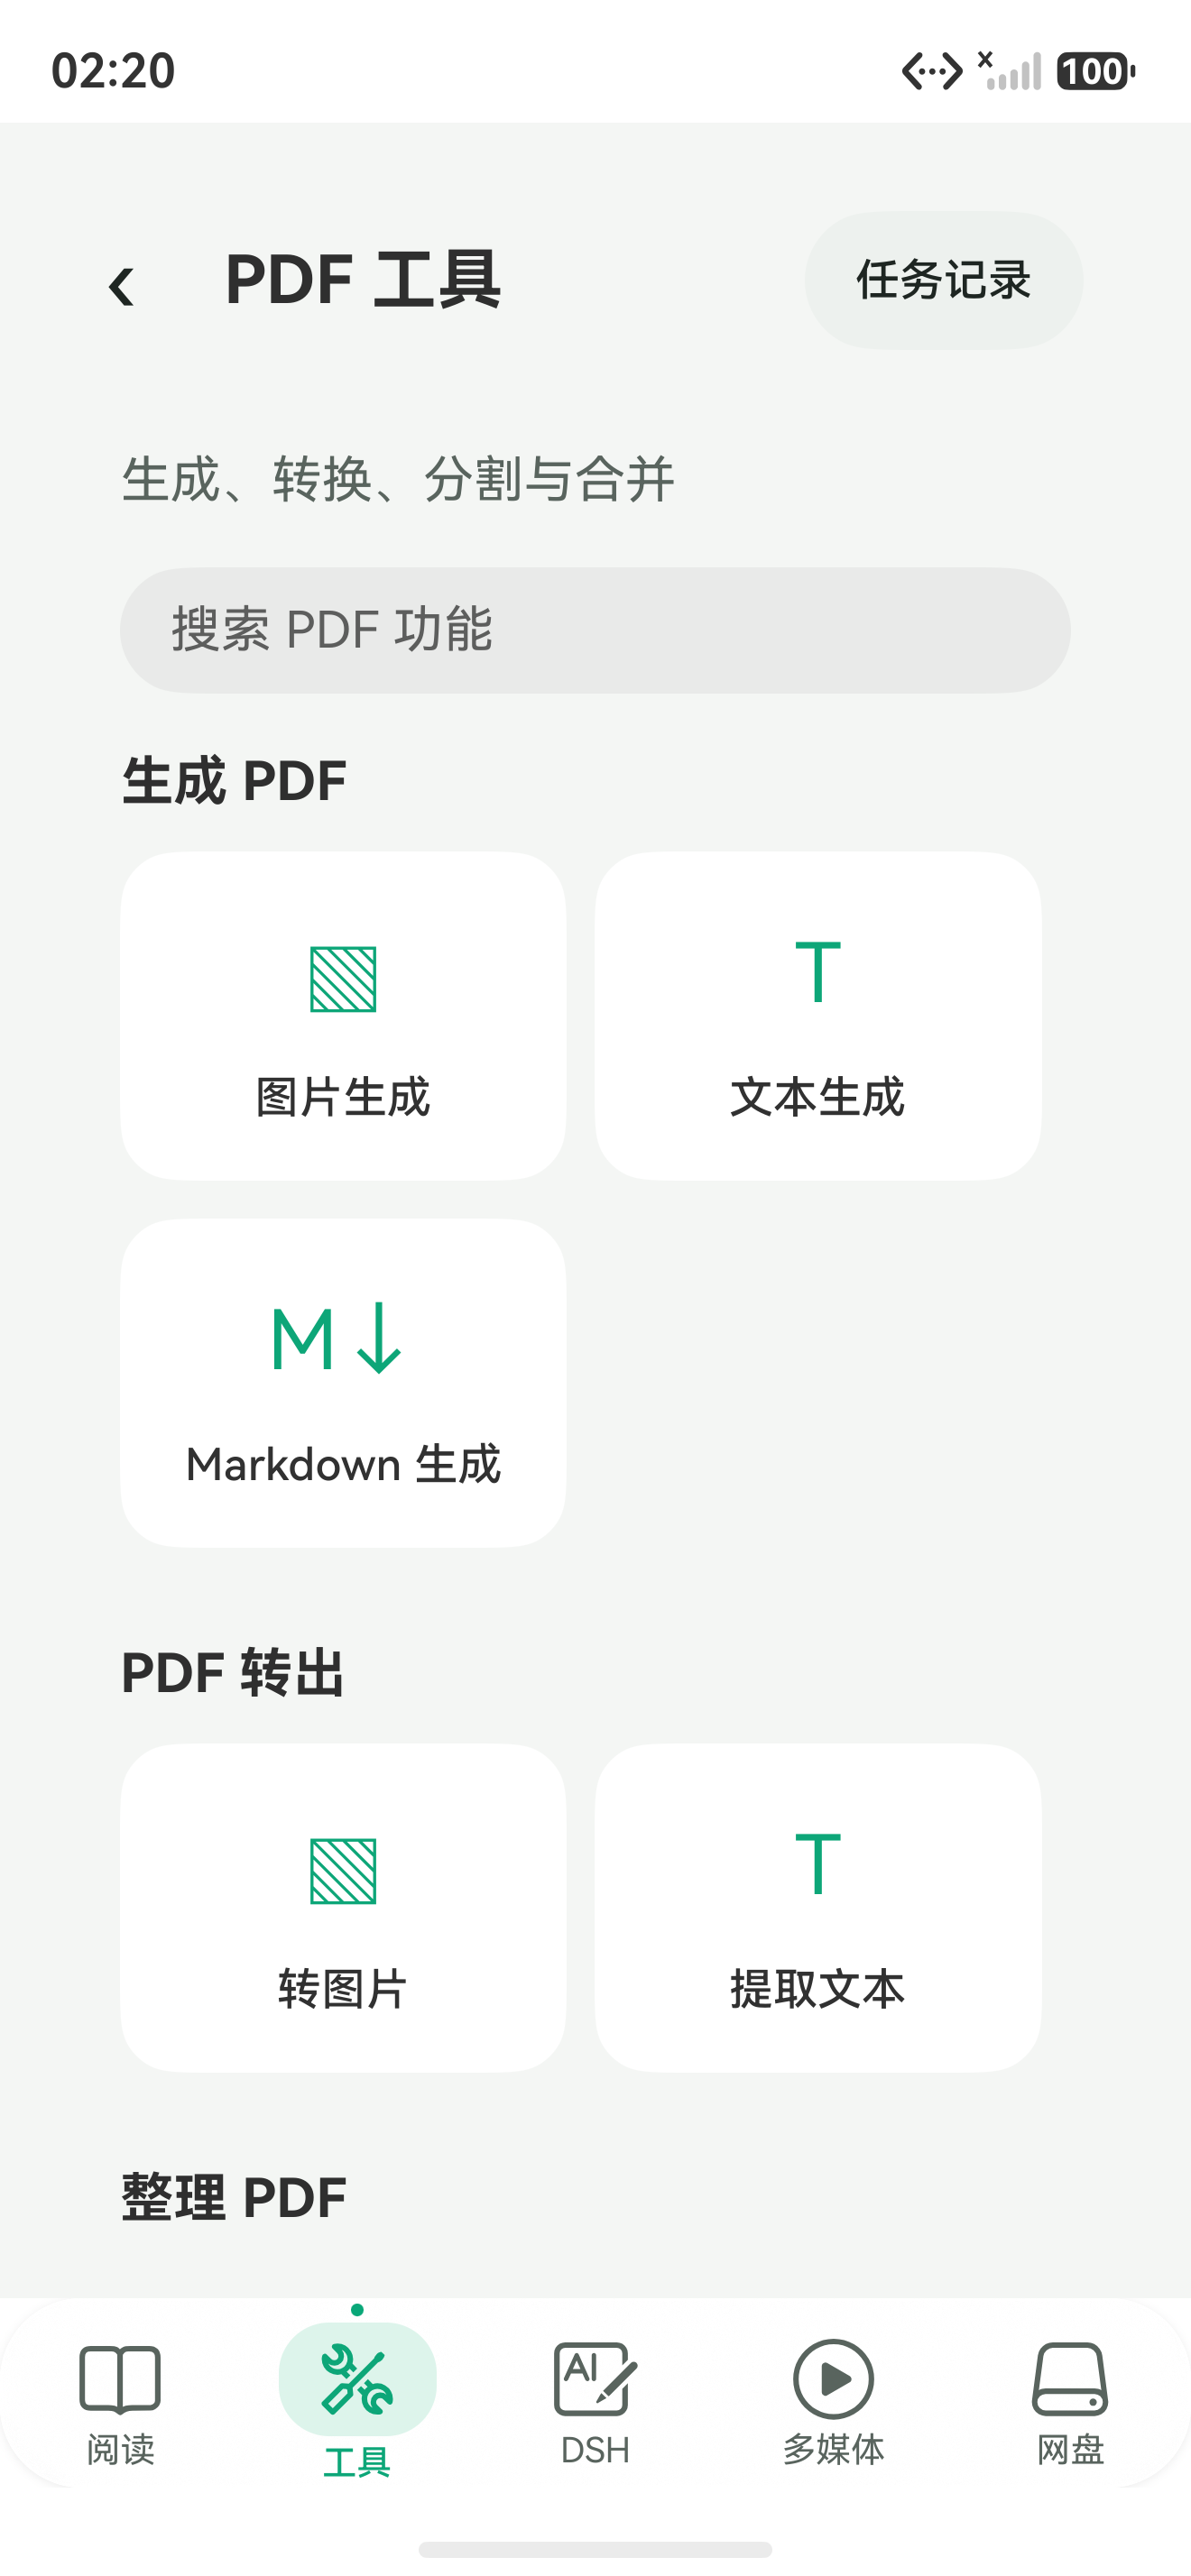 02:20
100
PDF 工具
任务记录
生成、转换、分割与合并
搜索 PDF 功能
生成 PDF
T
图片生成
文本生成
M↓
Markdown 生成
PDF 转出
T
转图片
提取文本
整理 PDF
AI
阅读
工具
DSH
多媒体
网盘